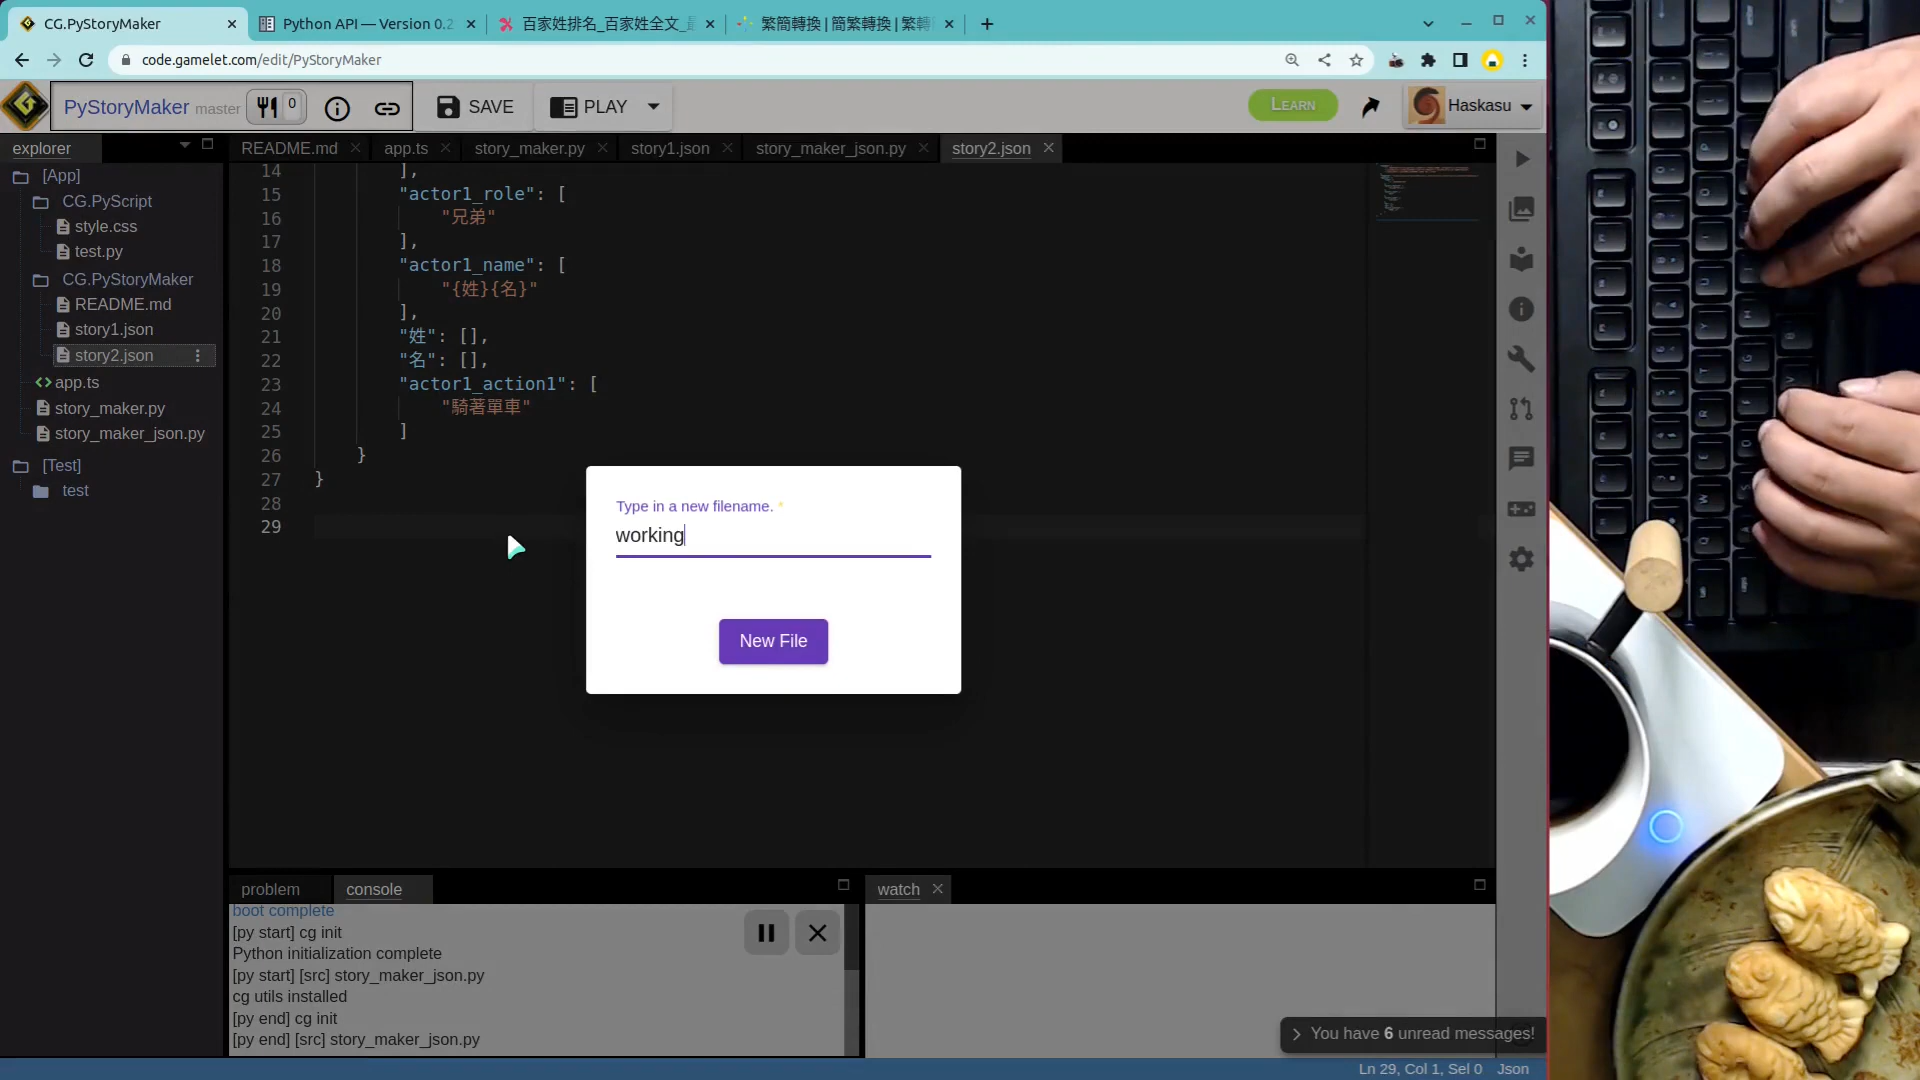 CG.PyStoryMaker
Python API — Version 0.2
百家姓排名_百家姓全文_
繁簡轉換 | 簡繁轉換 | 繁轉
code.gamelet.com/edit/PyStoryMaker
PyStoryMaker master
0
SAVE
PLAY
LEARN
Haskasu
explorer
README.md
app.ts
story_maker.py
story1.json
story_maker_json.py
story2.json
[App]
CG.PyScript
style.css
test.py
CG.PyStoryMaker
README.md
story1.json
story2.json
app.ts
story_maker.py
story_maker_json.py
[Test]
test
14 ],
15 "actor1_role": [
16 "兄弟"
17 ],
18 "actor1_name": [
19 "{姓}{名}"
20 ],
21 "姓": [],
22 "名": [],
23 "actor1_action1": [
24 "騎著單車"
25 ]
26 }
27 }
28
29
Type in a new filename. *
working
New File
problem
console
watch
boot complete
[py start] cg init
Python initialization complete
[py start] [src] story_maker_json.py
cg utils installed
[py end] cg init
[py end] [src] story_maker_json.py
You have 6 unread messages!
Ln 29, Col 1, Sel 0 Json